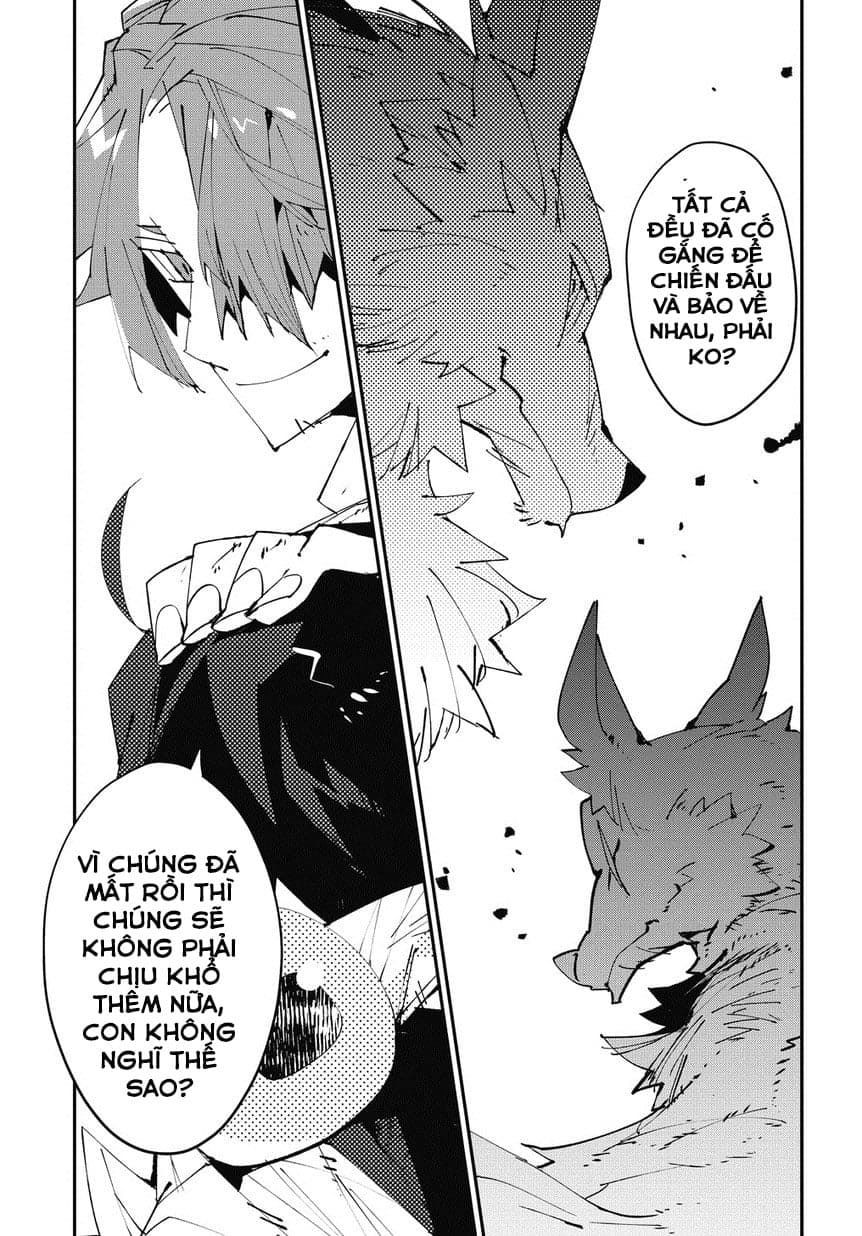 TẤT CẢ
ĐỀU ĐÃ CỐ
GẮNG ĐỂ
CHIẾN ĐẤU
VÀ BẢO VỀ
NHAU, PHẢI
KO?
VÌ CHÚNG ĐÃ
MẤT RỒI THÌ
CHÚNG SẼ
KHÔNG PHẢI
CHỊU KHỔ
THÊM NỮA,
CON KHÔNG
NGHĨ THẾ
SAO?